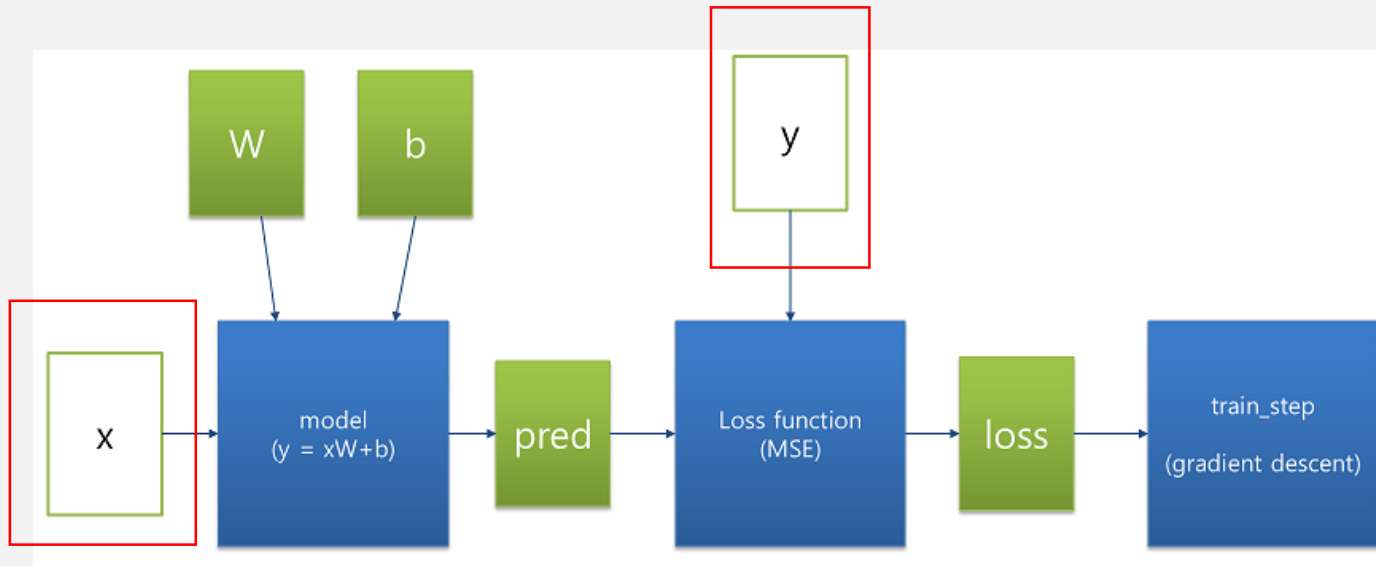 W
b
y
x
model
(y = xW+b)
pred
Loss function
(MSE)
loss
train_step
(gradient descent)